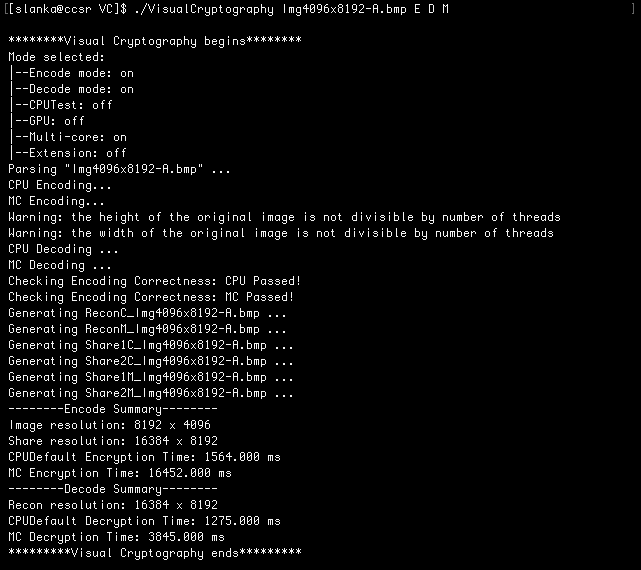 [[slanka@ccsr VC]$ ./VisualCryptography Img4096x8192-A.bmp E D M ]
********Visual Cryptography begins********
Mode selected:
|--Encode mode: on
|--Decode mode: on
|--CPUTest: off
|--GPU: off
|--Multi-core: on
|--Extension: off
Parsing "Img4096x8192-A.bmp" ...
CPU Encoding...
MC Encoding...
Warning: the height of the original image is not divisible by number of threads
Warning: the width of the original image is not divisible by number of threads
CPU Decoding ...
MC Decoding ...
Checking Encoding Correctness: CPU Passed!
Checking Encoding Correctness: MC Passed!
Generating ReconC_Img4096x8192-A.bmp ...
Generating ReconM_Img4096x8192-A.bmp ...
Generating Share1C_Img4096x8192-A.bmp ...
Generating Share2C_Img4096x8192-A.bmp ...
Generating Share1M_Img4096x8192-A.bmp ...
Generating Share2M_Img4096x8192-A.bmp ...
--------Encode Summary--------
Image resolution: 8192 x 4096
Share resolution: 16384 x 8192
CPUDefault Encryption Time: 1564.000 ms
MC Encryption Time: 16452.000 ms
--------Decode Summary--------
Recon resolution: 16384 x 8192
CPUDefault Decryption Time: 1275.000 ms
MC Decryption Time: 3845.000 ms
*********Visual Cryptography ends*********